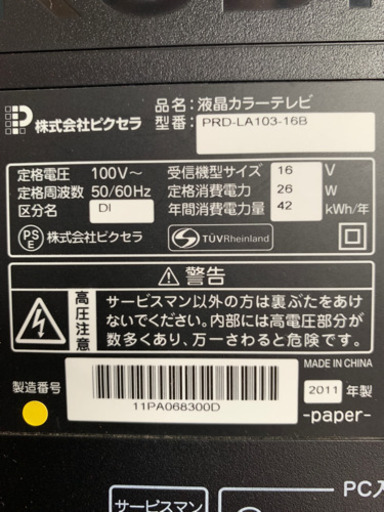 品名：液晶カラーテレビ
株式会社ピクセラ 型番： PRD-LA103-16B
定格電圧 100V～ 受信機型サイズ 16 V
定格周波数 50/60Hz 定格消費電力 26 W
区分名 DI 年間消費電力量 42 kWh/年
PS E 株式会社ピクセラ TÜVRheinland
警告
高圧注意
サービスマン以外の方は裏ぶたをあけ
ないでください。内部には高電圧部分が
数多くあり、万一さわると危険です。
MADE IN CHINA
製造番号 2011 年製
11PA068300D -paper-
PC入
サービスマン